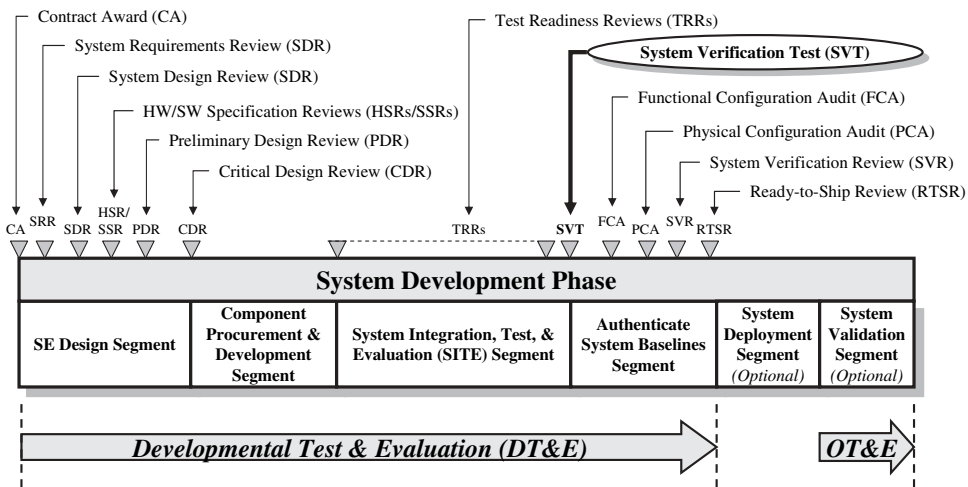 Contract Award (CA)
System Requirements Review (SDR)
System Design Review (SDR)
HW/SW Specification Reviews (HSRs/SSRs)
Preliminary Design Review (PDR)
Critical Design Review (CDR)
Test Readiness Reviews (TRRs)
System Verification Test (SVT)
Functional Configuration Audit (FCA)
Physical Configuration Audit (PCA)
System Verification Review (SVR)
Ready-to-Ship Review (RTSR)
CA
SRR
SDR
HSR/
SSR
PDR
CDR
TRRs
SVT
FCA
PCA
SVR
RTSR
System Development Phase
SE Design Segment
Component
Procurement &
Development
Segment
System Integration, Test, &
Evaluation (SITE) Segment
Authenticate
System Baselines
Segment
System
Deployment
Segment
(Optional)
System
Validation
Segment
(Optional)
Developmental Test & Evaluation (DT&E)
OT&E